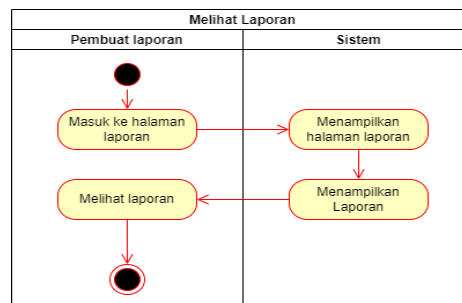 Melihat Laporan
Pembuat laporan
Sistem
Masuk ke halaman
laporan
Menampilkan
halaman laporan
Melihat laporan
Menampilkan
Laporan